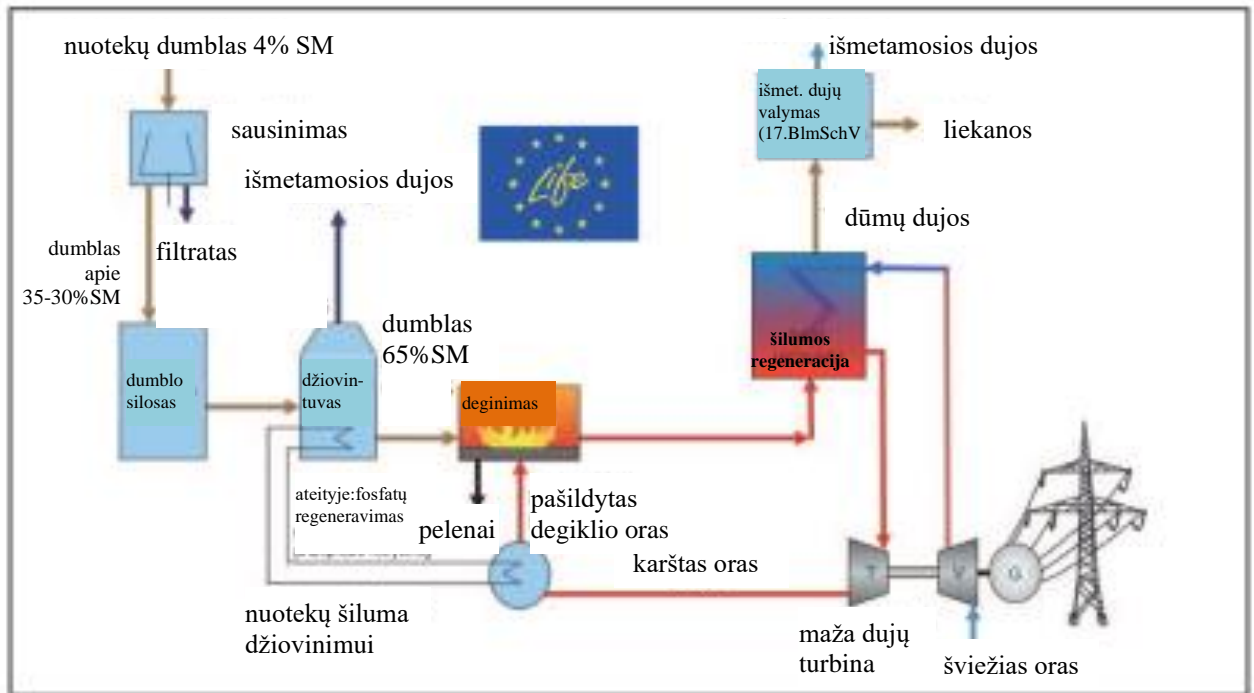 nuotekų dumblas 4% SM
sausinimas
išmetamosios dujos
filtratas
dumblas
apie
35-30%SM
dumblo
silosas
džiovin-
tuvas
dumblas
65%SM
Life
deginimas
ateityje:fosfatų
regeneravimas
pelenai
pašildytas
degiklio oras
nuotekų šiluma
džiovinimui
karštas oras
išmetamosios dujos
išmet. dujų
valymas
(17.BlmSchV
liekanos
dūmų dujos
šilumos
regeneracija
T
V
G
maža dujų
turbina
šviežias oras